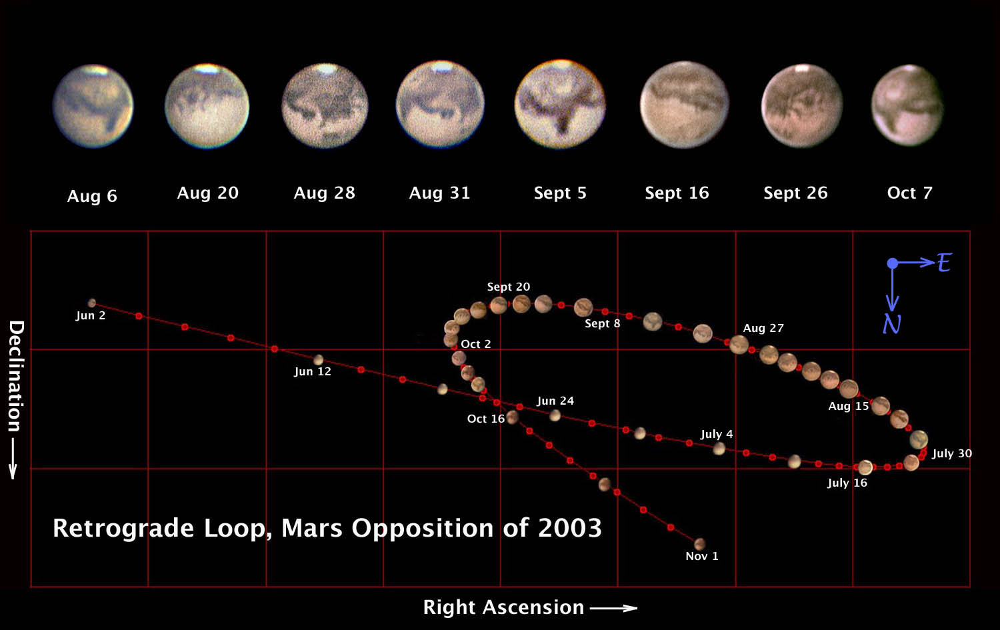 Aug 6
Aug 20
Aug 28
Aug 31
Sept 5
Sept 16
Sept 26
Oct 7
E
N
Sept 20
Jun 2
Sept 8
Aug 27
Oct 2
Jun 12
Jun 24
Aug 15
Oct 16
July 4
July 30
July 16
Declination
Retrograde Loop, Mars Opposition of 2003
Nov 1
Right Ascension